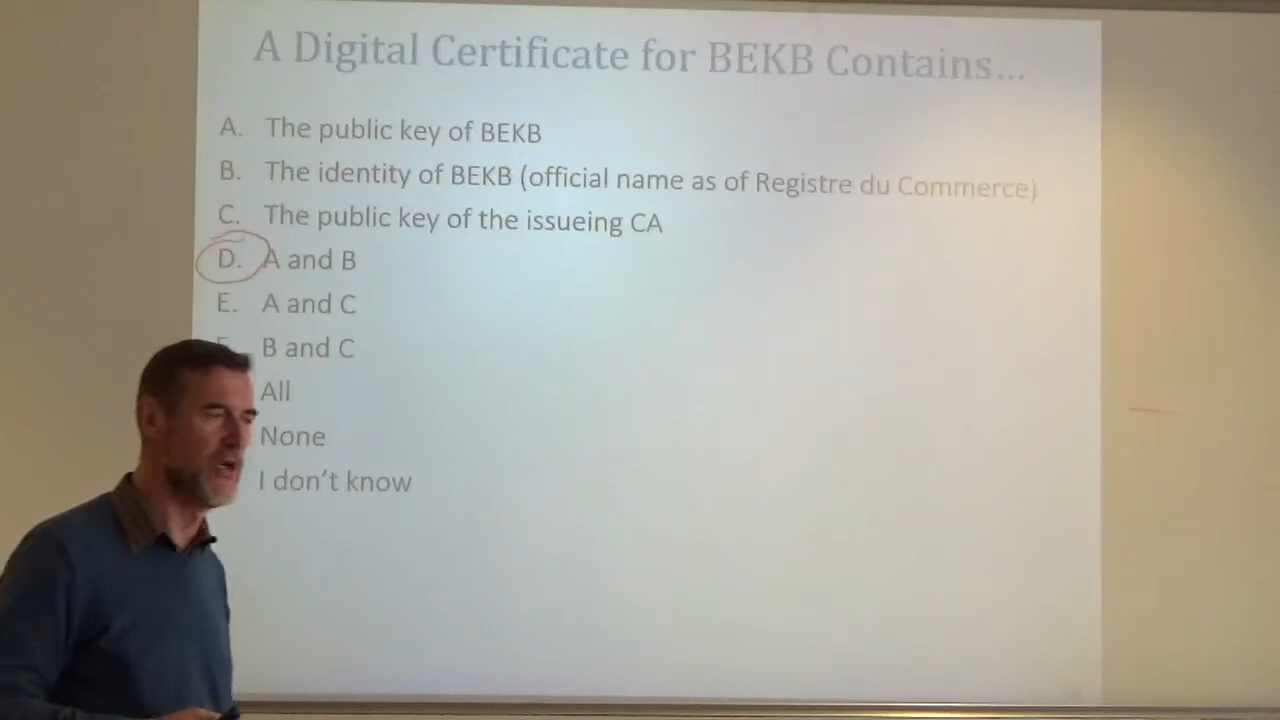 A Digital Certificate for BEKB Contains...
A. The public key of BEKB
B. The identity of BEKB (official name as of Registre du Commerce)
C. The public key of the issueing CA
D. A and B
E. A and C
B and C
All
None
I don't know